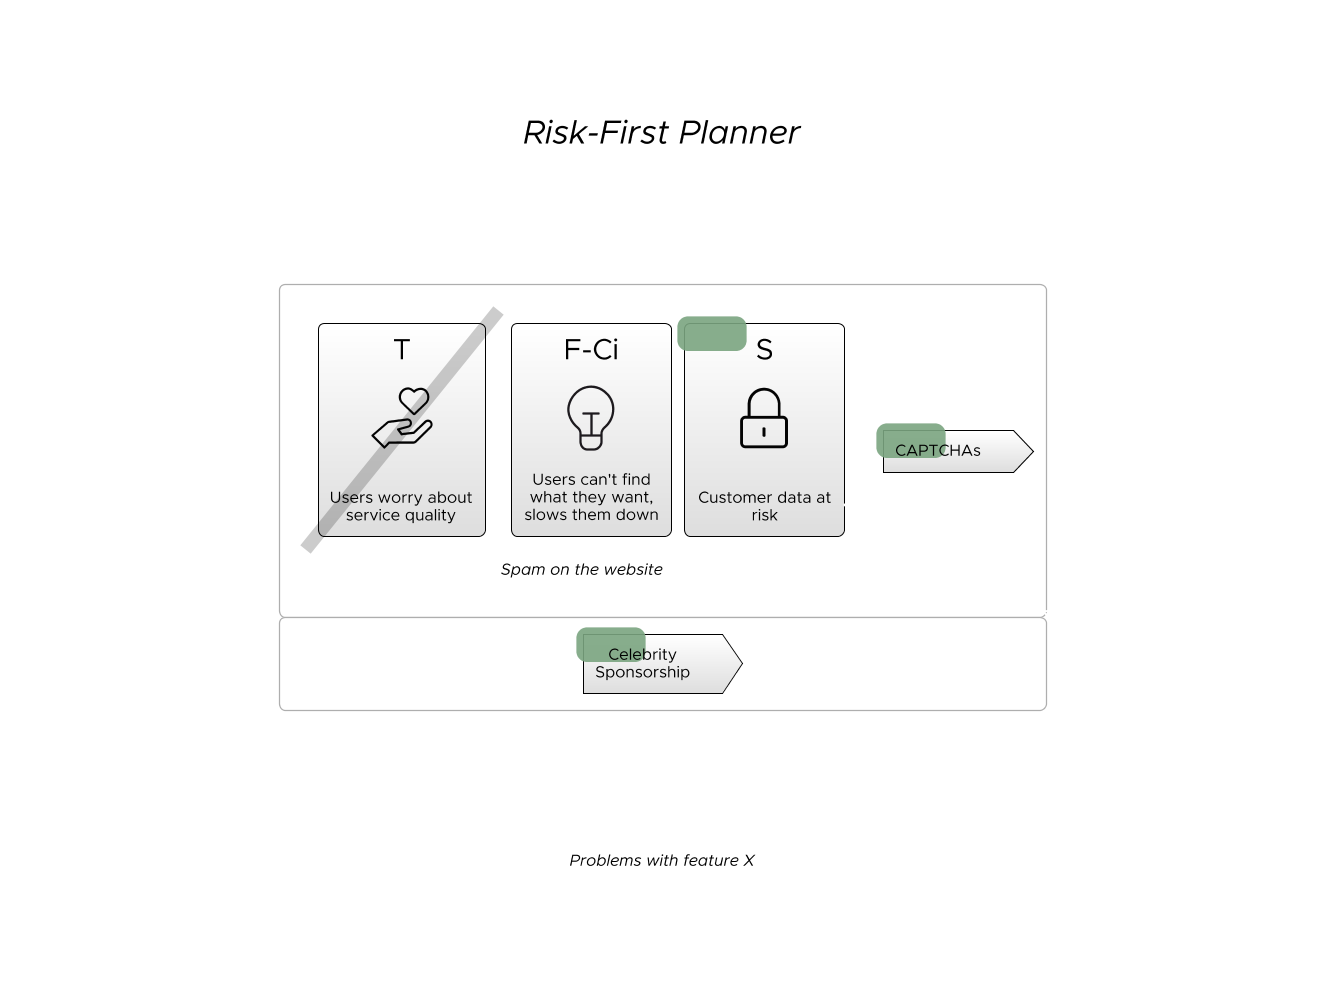 Risk-First Planner
T
Users worry about
service quality
F-Ci
Users can't find
what they want,
slows them down
S
Customer data at
risk
CAPTCHAs
Spam on the website
Celebrity
Sponsorship
Problems with feature X